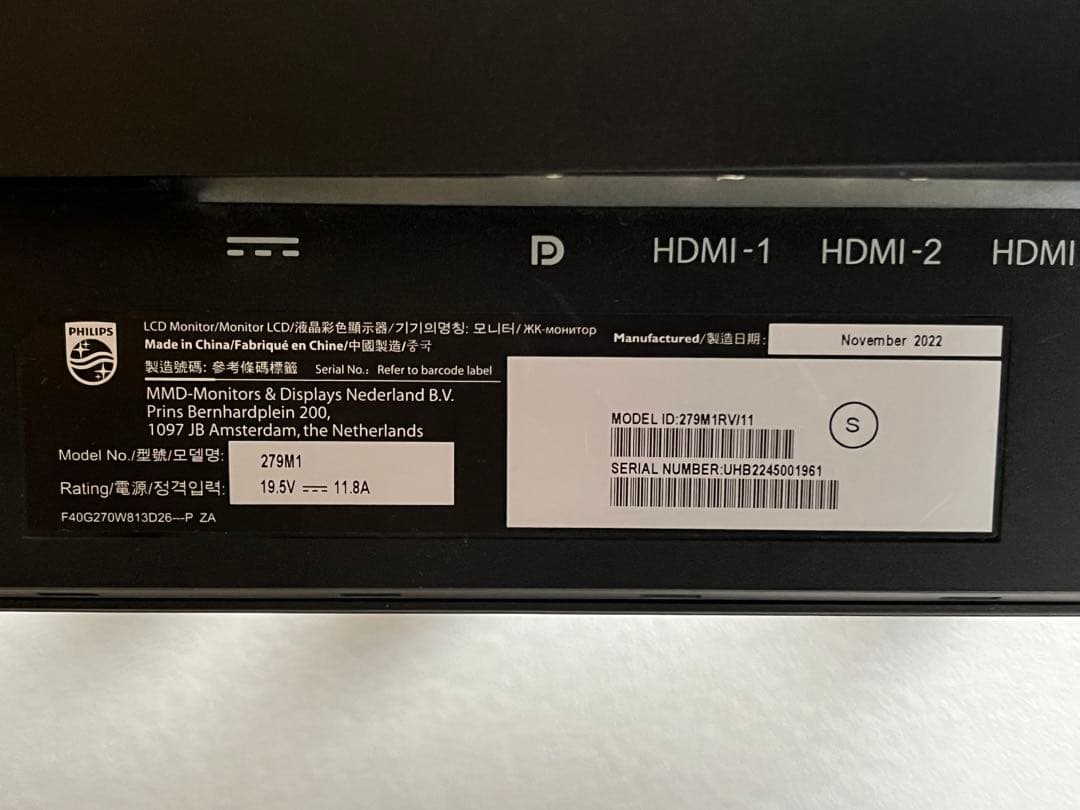 HDMI-1 HDMI-2 HDMI
PHILIPS
LCD Monitor/Monitor LCD/液晶彩色顯示器/기기의명칭: 모니터/ЖК-монитор
Made in China/Fabriqué en Chine/中國製造/중국
製造號碼: 參考條碼標籤 Serial No.: Refer to barcode label
MMD-Monitors & Displays Nederland B.V.
Prins Bernhardplein 200,
1097 JB Amsterdam, the Netherlands
Model No./型號/모델명: 279M1
Rating/電源/정격입력: 19.5V 11.8A
F40G270W813D26---P ZA
Manufactured/製造日期: November 2022
MODEL ID:279M1RV/11
S
SERIAL NUMBER:UHB2245001961